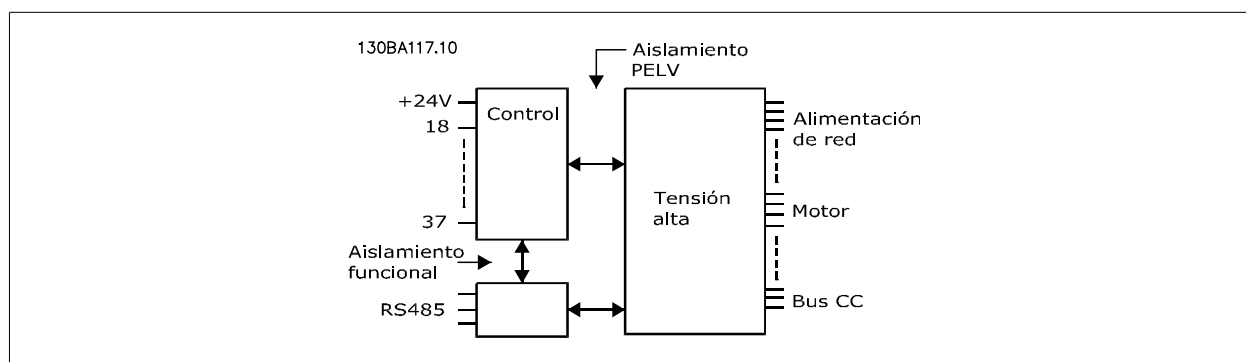 130BA117.10
Aislamiento
PELV
+24V
Control
18
Alimentación
de red
Tensión
alta
37
Motor
Aislamiento
funcional
RS485
Bus CC